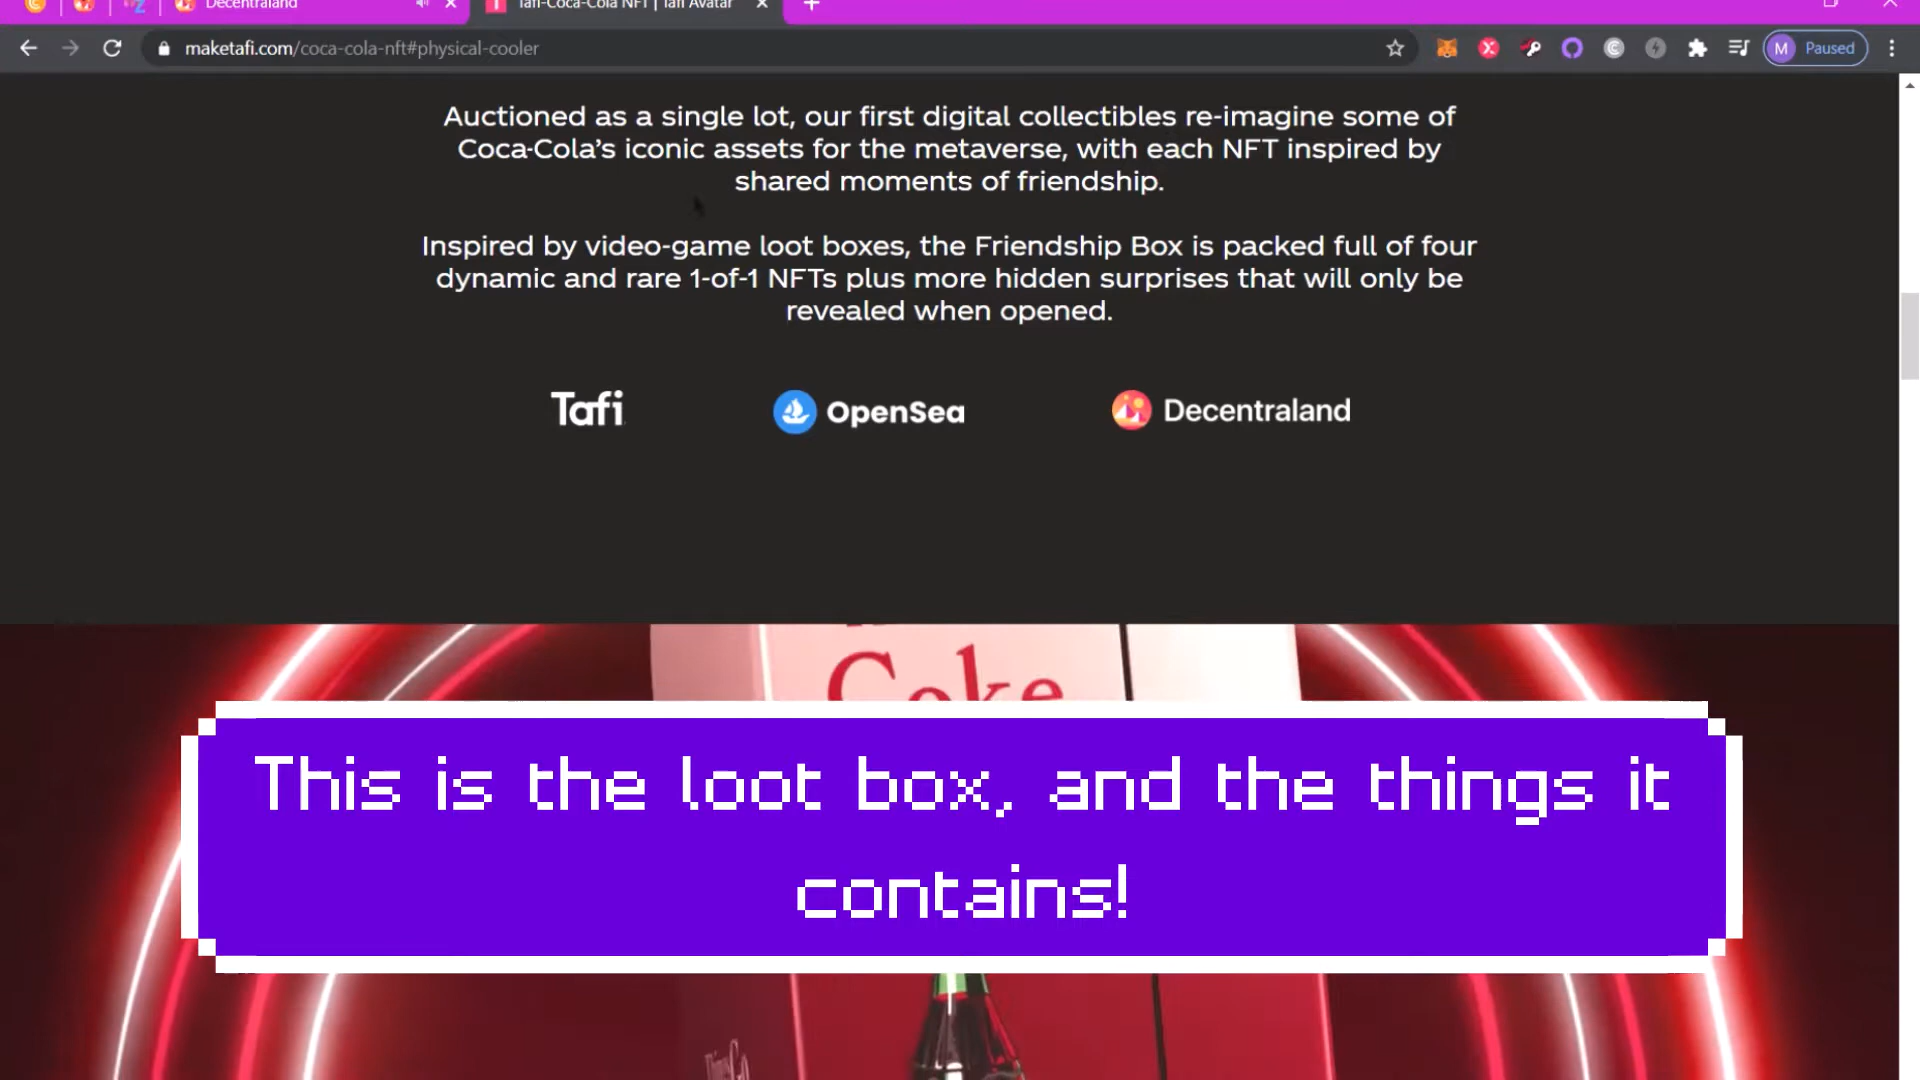 Decentraland
Tafi-Coca-Cola NFT | Tafi Avatar
maketafi.com/coca-cola-nft#physical-cooler
M Paused
Auctioned as a single lot, our first digital collectibles re-imagine some of
Coca-Cola's iconic assets for the metaverse, with each NFT inspired by
shared moments of friendship.
Inspired by video-game loot boxes, the Friendship Box is packed full of four
dynamic and rare 1-of-1 NFTs plus more hidden surprises that will only be
revealed when opened.
Tafi
OpenSea
Decentraland
Coke
This is the loot box, and the things it
contains!